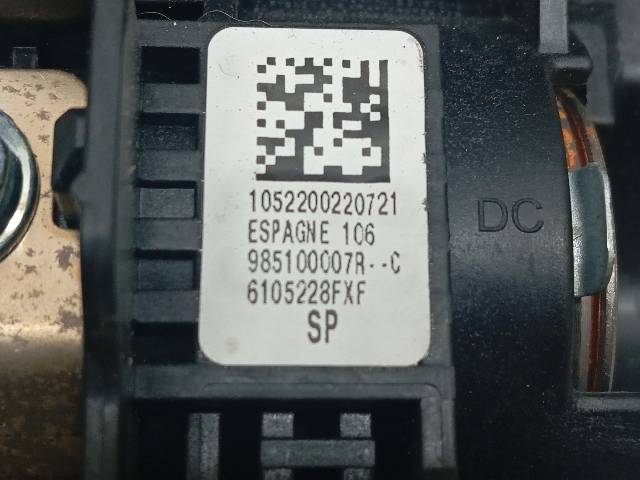 1052200220721
ESPAGNE 106
985100007R--C
6105228FXF
SP
DC